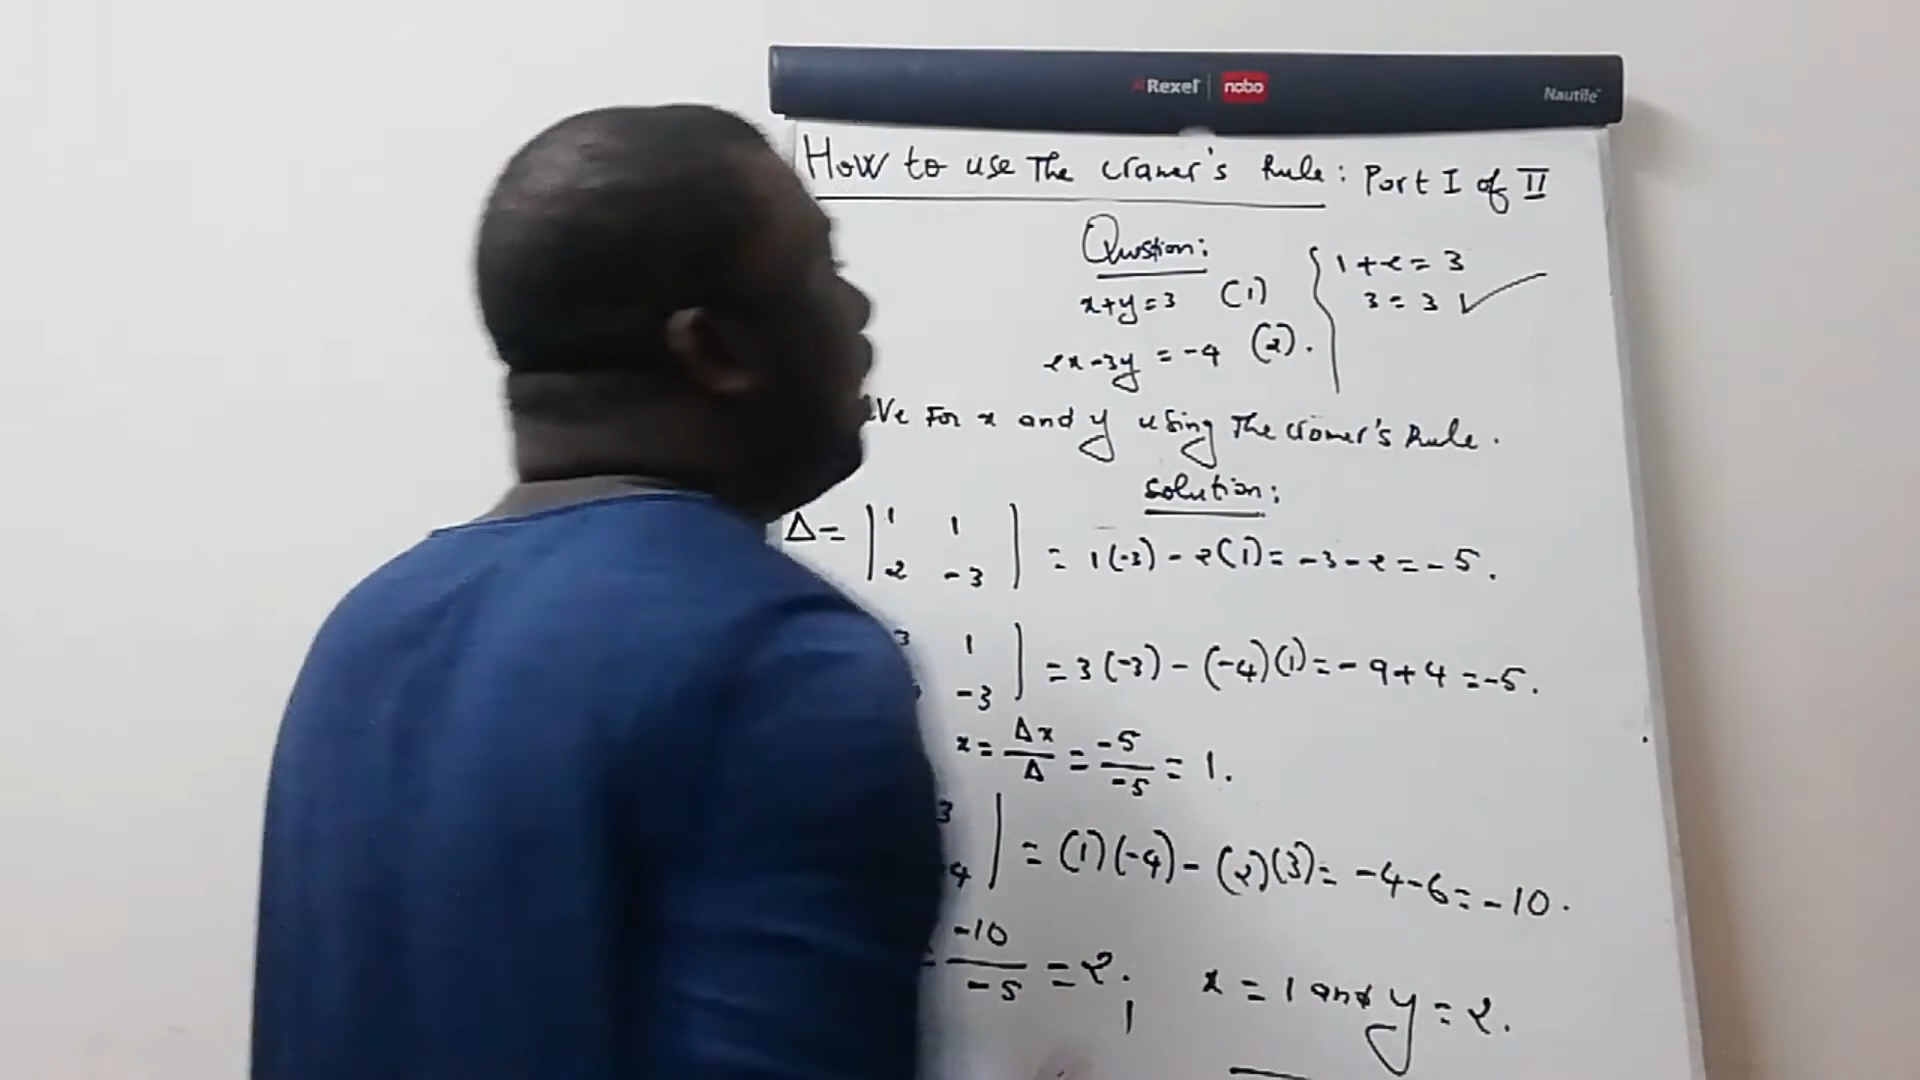 Rexel nobo Nautile
How to use The Cramer's Rule: Part I of II
Question:
x+y=3 (1)
2x-3y=-4 (2).
1+2=3
3=3 ✓
For x and y using The Cramer's Rule.
Solution:
Δ= | 1 1 |
| 2 -3 | = 1(-3) - 2(1) = -3-2 = -5.
3 1 |
-3 | = 3(-3) - (-4)(1) = -9+4 = -5.
x = Δx/Δ = -5/-5 = 1.
3 |
4 | = (1)(-4) - (2)(3) = -4-6 = -10.
= -10/-5 = 2.
x = 1 and y = 2.